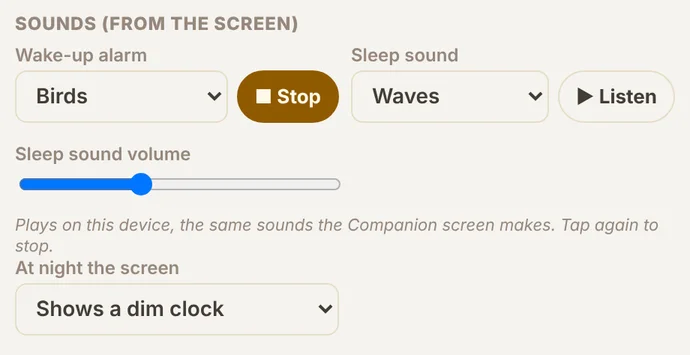 SOUNDS (FROM THE SCREEN)
Wake-up alarm
Sleep sound
Birds
Stop
Waves
Listen
Sleep sound volume
Plays on this device, the same sounds the Companion screen makes. Tap again to
stop.
At night the screen
Shows a dim clock